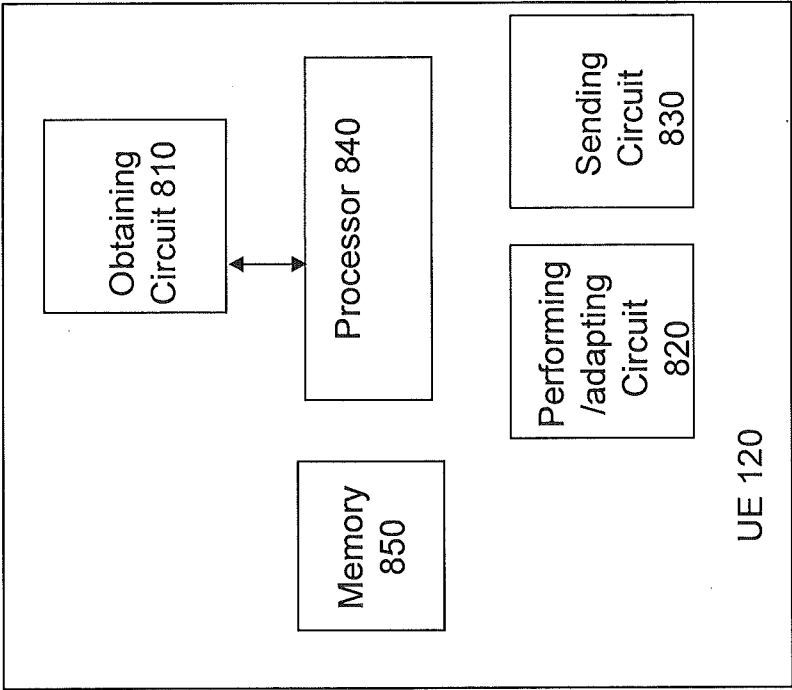 Obtaining
Circuit 810
Memory
850
Processor 840
Performing
/adapting
Circuit
820
Sending
Circuit
830
UE 120